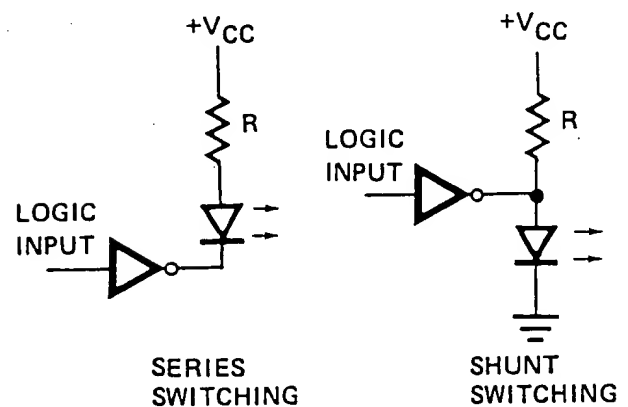 +VCC
R
LOGIC
INPUT
SERIES
SWITCHING
+VCC
R
LOGIC
INPUT
SHUNT
SWITCHING